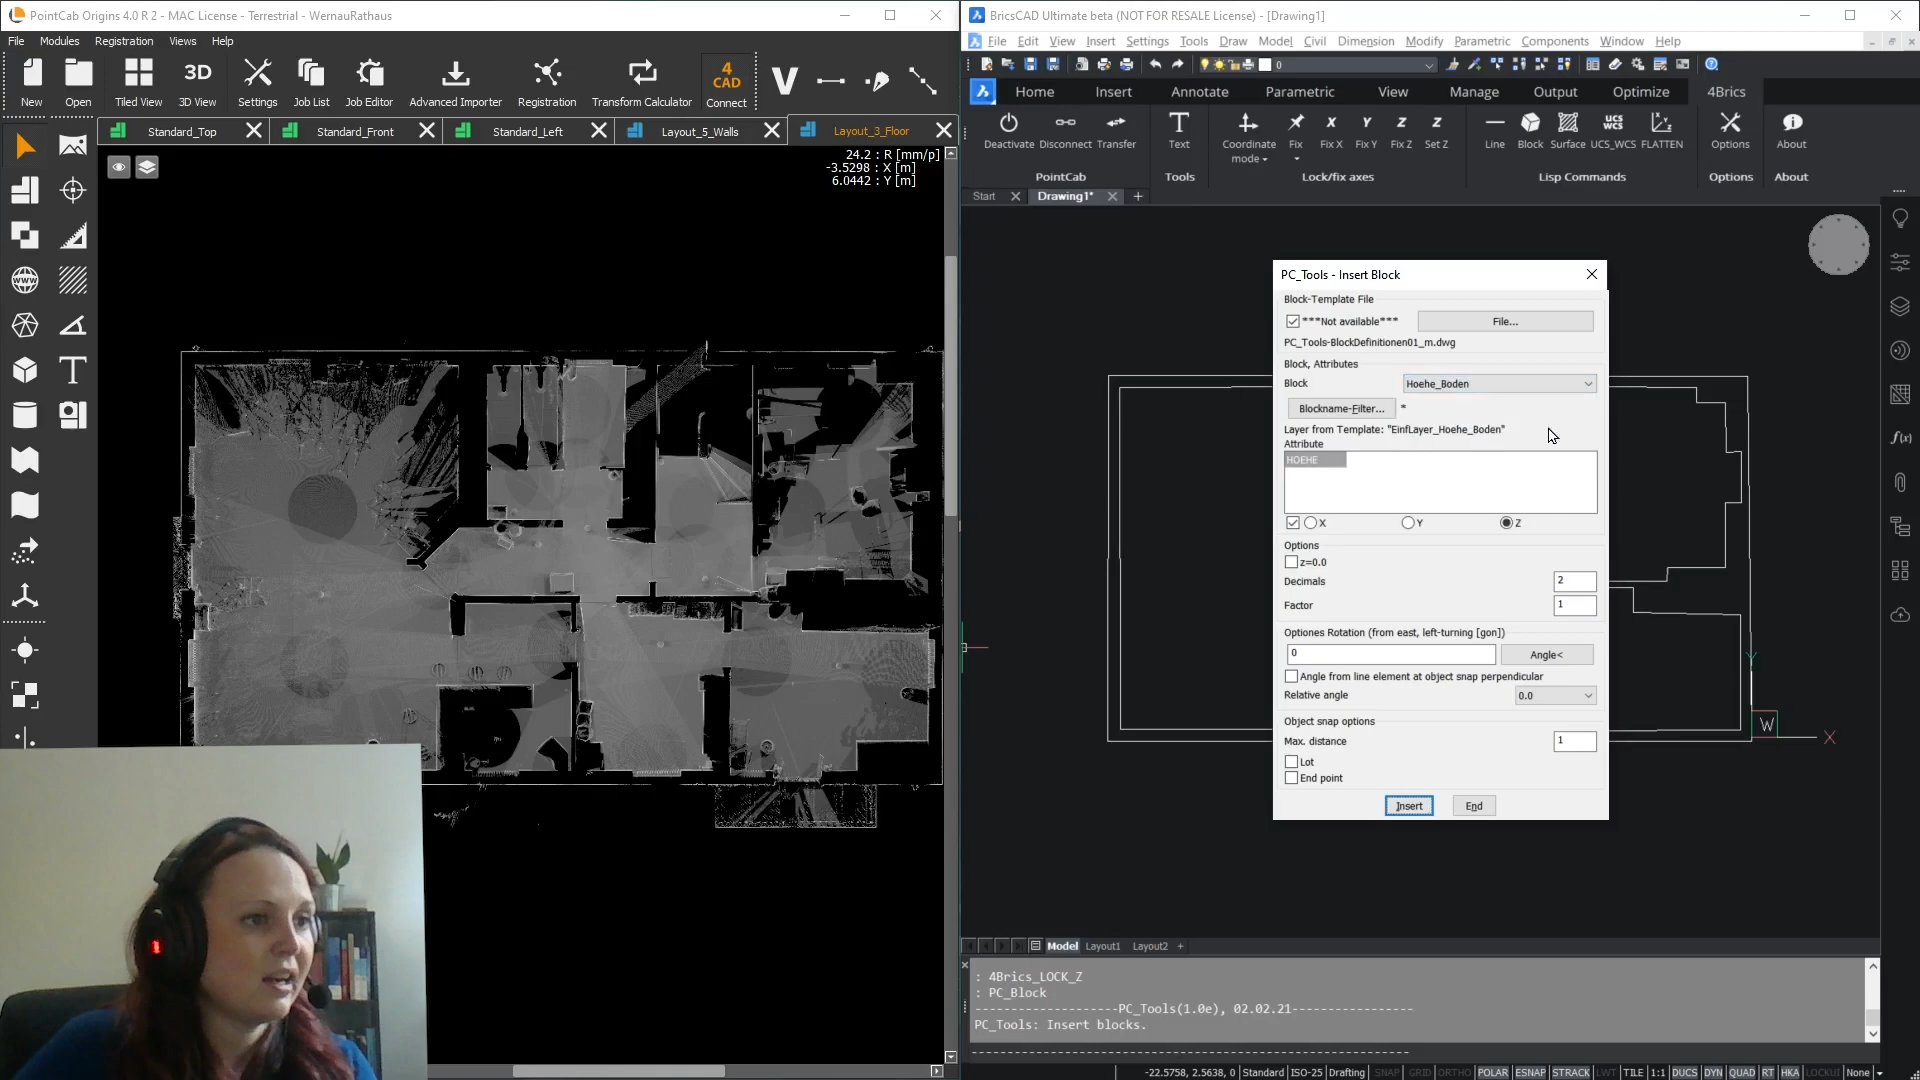 PointCab Origins 4.0 R 2 - MAC License - Terrestrial - WernauRathaus
File Modules Registration Views Help
New Open Tiled View 3D 3D View Settings Job List Job Editor Advanced Importer Registration Transform Calculator 4 CAD Connect
Standard_Top Standard_Front Standard_Left Layout_5_Walls Layout_3_Floor
24.2 : R [mm/p]
-3.5298 : X [m]
6.0442 : Y [m]
BricsCAD Ultimate beta (NOT FOR RESALE License) - [Drawing1]
File Edit View Insert Settings Tools Draw Model Civil Dimension Modify Parametric Components Window Help
0
Home Insert Annotate Parametric View Manage Output Optimize 4Brics
Deactivate Disconnect Transfer Text Coordinate mode Fix Fix X Fix Y Fix Z Set Z Line Block Surface UCS_WCS FLATTEN Options About
PointCab Tools Lock/fix axes Lisp Commands Options About
Start Drawing1* +
PC_Tools - Insert Block
Block-Template File
***Not available*** File...
PC_Tools-BlockDefinitionen01_m.dwg
Block, Attributes
Block Hoehe_Boden
Blockname-Filter... *
Layer from Template: "EinfLayer_Hoehe_Boden"
Attribute
HOEHE
X Y Z
Options
z=0.0
Decimals 2
Factor 1
Optiones Rotation (from east, left-turning [gon])
0 Angle<
Angle from line element at object snap perpendicular
Relative angle 0.0
Object snap options
Max. distance 1
Lot
End point
Insert End
Y
W X
Model Layout1 Layout2 +
: 4Brics_LOCK_Z
: PC_Block
--------------------PC_Tools(1.0e), 02.02.21-----------------
PC_Tools: Insert blocks.
-22.5758, 2.5638, 0 Standard ISO-25 Drafting SNAP GRID ORTHO POLAR ESNAP STRACK LWT TILE 1:1 DUCS DYN QUAD RT HKA LOCKUI None